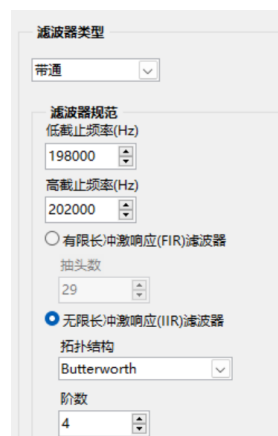 滤波器类型
带通
滤波器规范
低截止频率(Hz)
198000
高截止频率(Hz)
202000
有限长冲激响应(FIR)滤波器
抽头数
29
无限长冲激响应(IIR)滤波器
拓扑结构
Butterworth
阶数
4